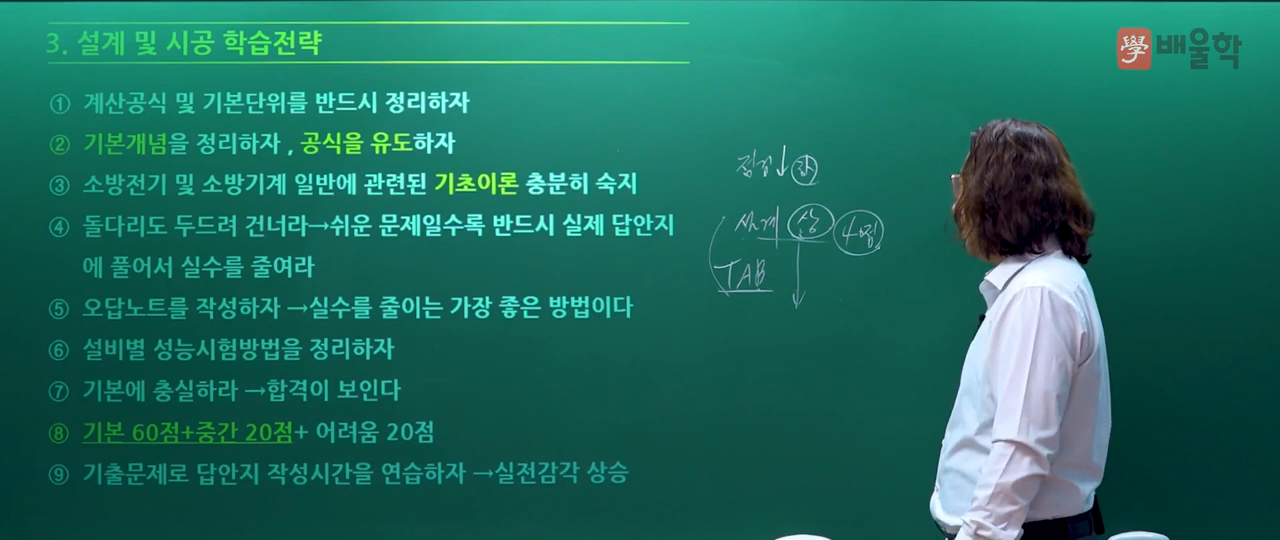 3. 설계 및 시공 학습전략
學 배울학
① 계산공식 및 기본단위를 반드시 정리하자
② 기본개념을 정리하자 , 공식을 유도하자
③ 소방전기 및 소방기계 일반에 관련된 기초이론 충분히 숙지
④ 돌다리도 두드려 건너라→쉬운 문제일수록 반드시 실제 답안지
에 풀어서 실수를 줄여라
⑤ 오답노트를 작성하자 →실수를 줄이는 가장 좋은 방법이다
⑥ 설비별 성능시험방법을 정리하자
⑦ 기본에 충실하라 →합격이 보인다
⑧ 기본 60점+중간 20점+ 어려움 20점
⑨ 기출문제로 답안지 작성시간을 연습하자 →실전감각 상승
점검↓
설계 상 4점
TAB